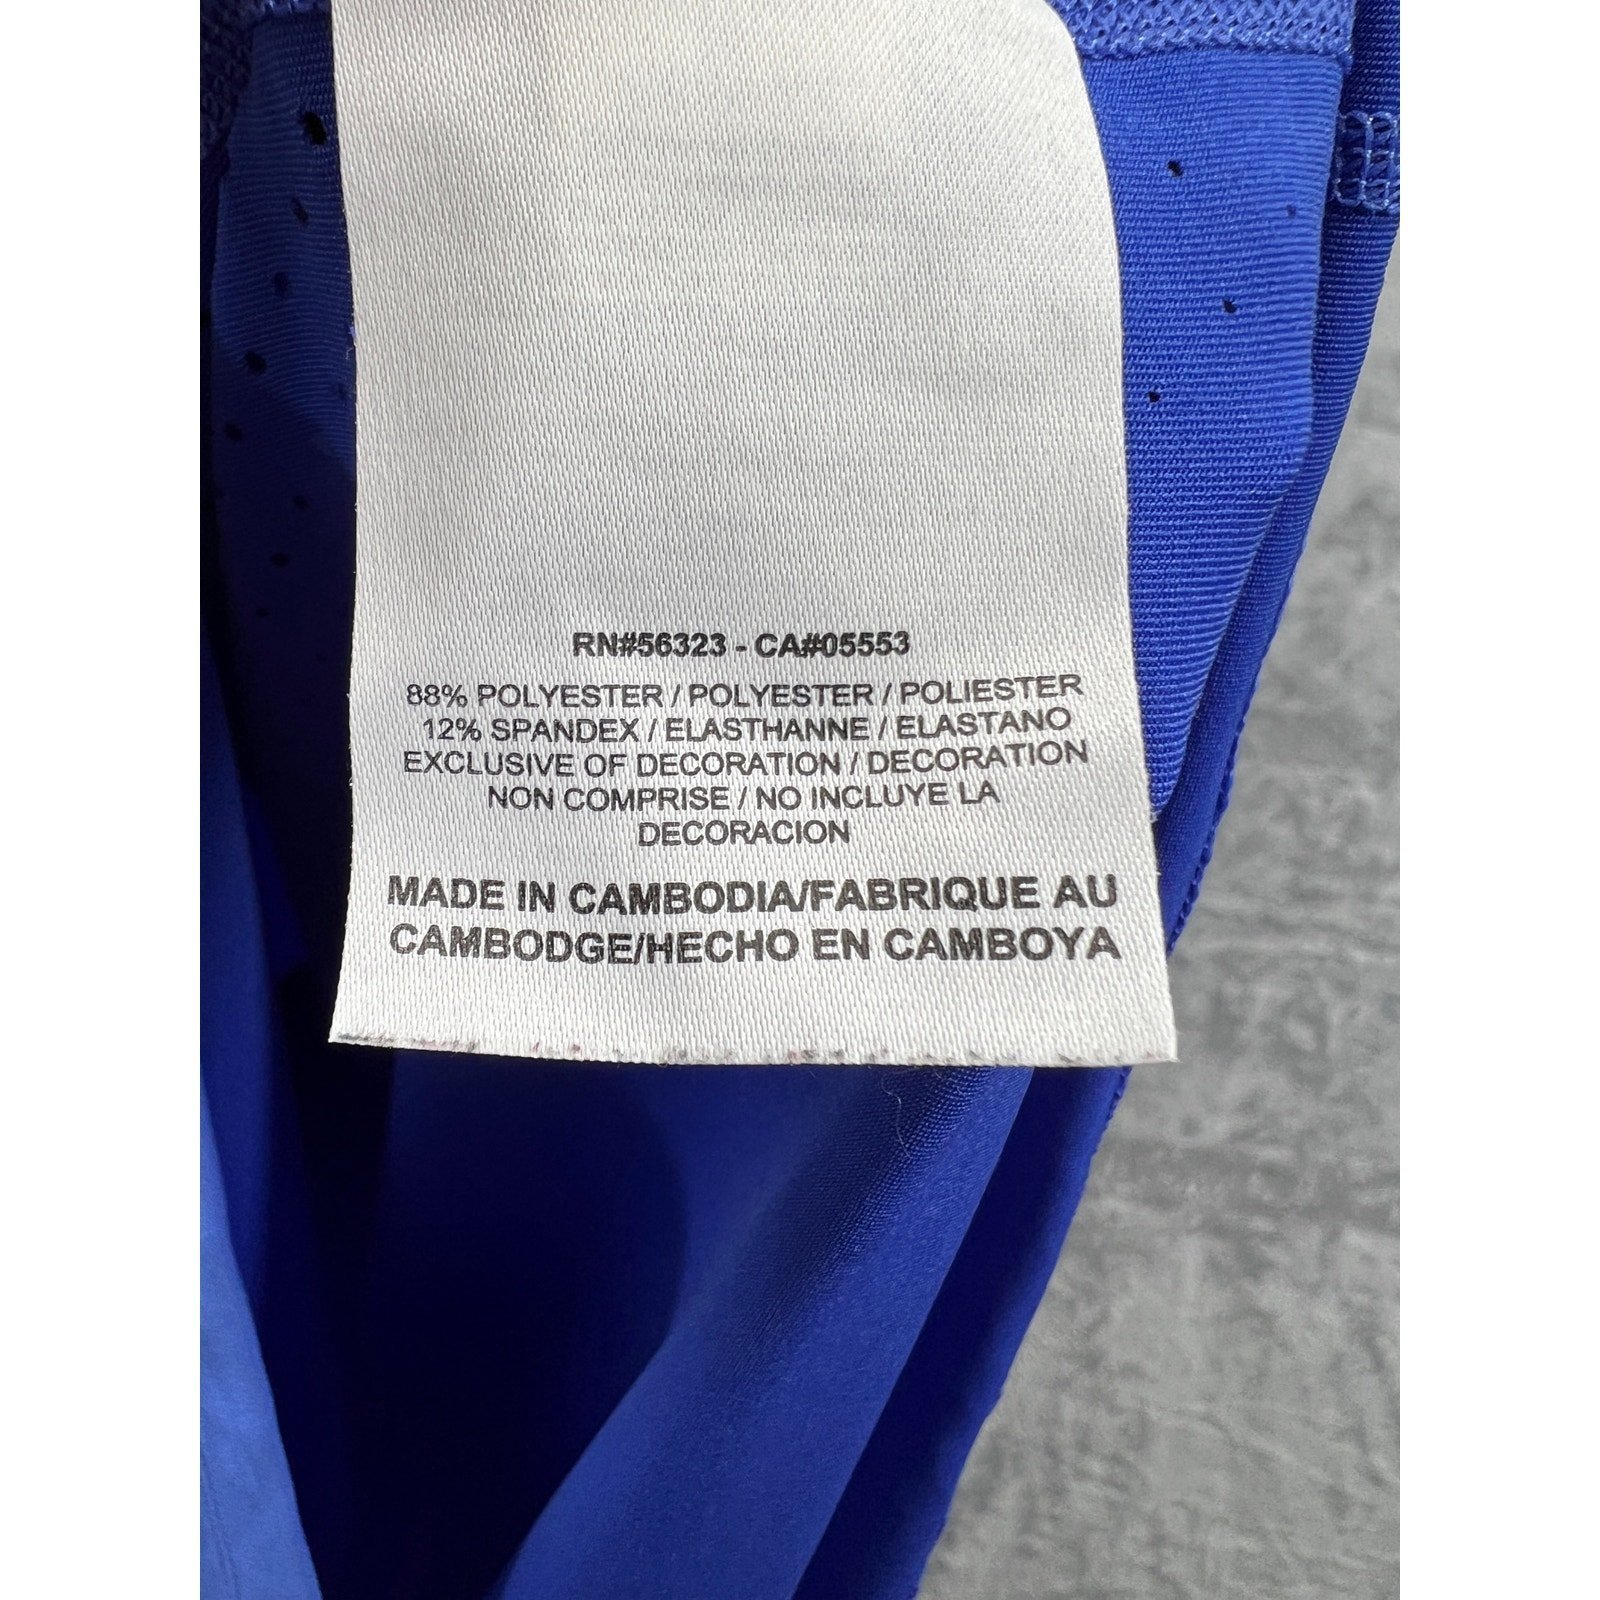 RN#56323 - CA#05553
88% POLYESTER / POLYESTER / POLIESTER
12% SPANDEX / ELASTHANNE / ELASTANO
EXCLUSIVE OF DECORATION / DECORATION
NON COMPRISE / NO INCLUYE LA
DECORACION
MADE IN CAMBODIA/FABRIQUE AU
CAMBODGE/HECHO EN CAMBOYA